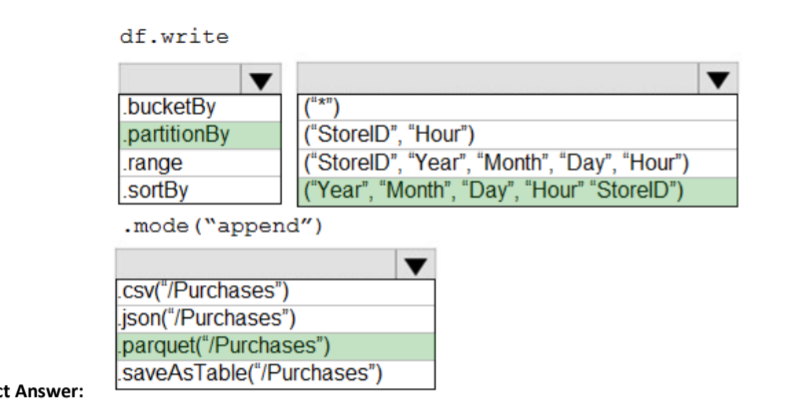 df.write
.bucketBy
.partitionBy
.range
.sortBy
("*")
("StoreID", "Hour")
("StoreID", "Year", "Month", "Day", "Hour")
("Year", "Month", "Day", "Hour" "StoreID")
.mode("append")
.csv("/Purchases")
.json("/Purchases")
.parquet("/Purchases")
.saveAsTable("/Purchases")
ct Answer: